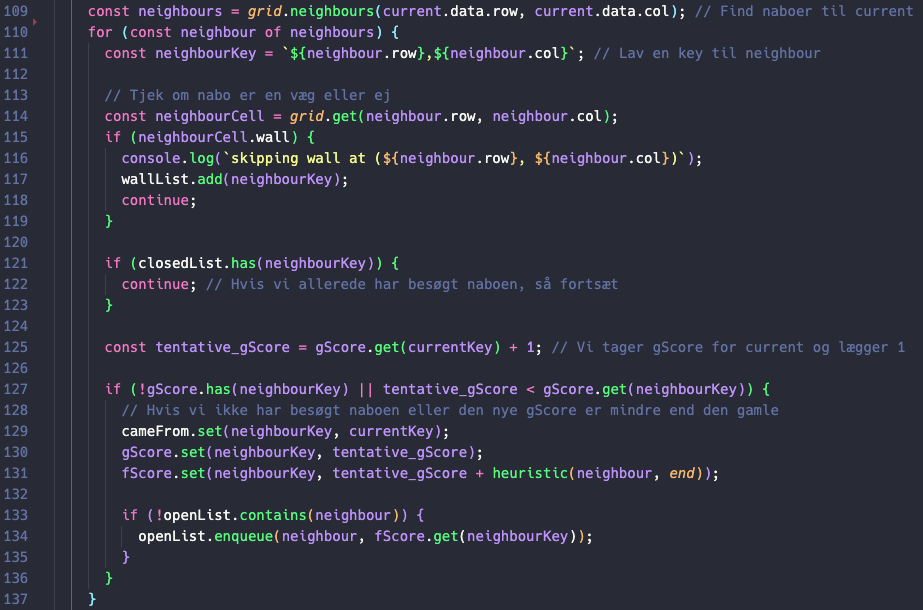 109 const neighbours = grid.neighbours(current.data.row, current.data.col); // Find naboer til current
110 for (const neighbour of neighbours) {
111 const neighbourKey = `${neighbour.row},${neighbour.col}`; // Lav en key til neighbour
112
113 // Tjek om nabo er en væg eller ej
114 const neighbourCell = grid.get(neighbour.row, neighbour.col);
115 if (neighbourCell.wall) {
116 console.log(`skipping wall at (${neighbour.row}, ${neighbour.col})`);
117 wallList.add(neighbourKey);
118 continue;
119 }
120
121 if (closedList.has(neighbourKey)) {
122 continue; // Hvis vi allerede har besøgt naboen, så fortsæt
123 }
124
125 const tentative_gScore = gScore.get(currentKey) + 1; // Vi tager gScore for current og lægger 1
126
127 if (!gScore.has(neighbourKey) || tentative_gScore < gScore.get(neighbourKey)) {
128 // Hvis vi ikke har besøgt naboen eller den nye gScore er mindre end den gamle
129 cameFrom.set(neighbourKey, currentKey);
130 gScore.set(neighbourKey, tentative_gScore);
131 fScore.set(neighbourKey, tentative_gScore + heuristic(neighbour, end));
132
133 if (!openList.contains(neighbour)) {
134 openList.enqueue(neighbour, fScore.get(neighbourKey));
135 }
136 }
137 }